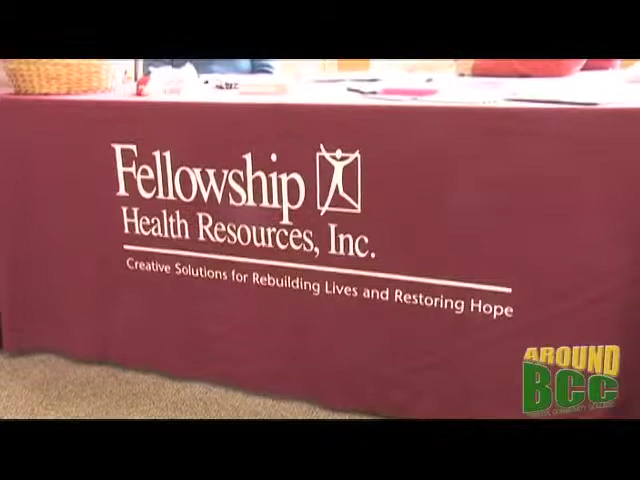 Fellowship
Health Resources, Inc.
Creative Solutions for Rebuilding Lives and Restoring Hope
AROUND
BCC